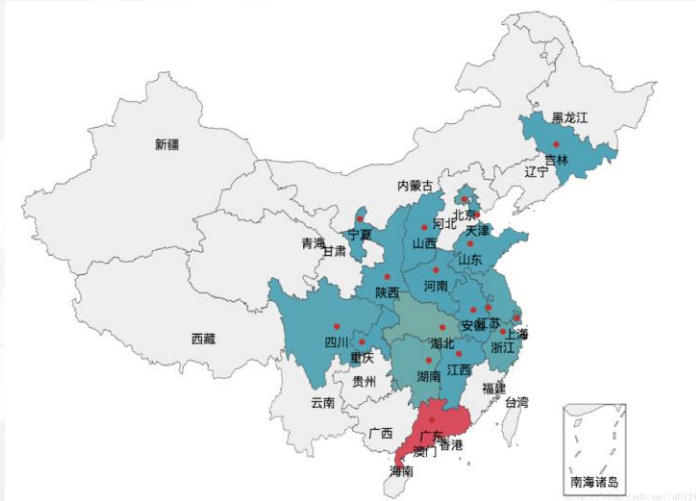 黑龙江
新疆
吉林
辽宁
内蒙古
北京
河北
天津
宁夏
山西
青海
甘肃
山东
陕西
河南
西藏
四川
安徽
江苏
上海
湖北
浙江
重庆
湖南
江西
贵州
福建
云南
台湾
广西
广东
澳门
香港
海南
南海诸岛